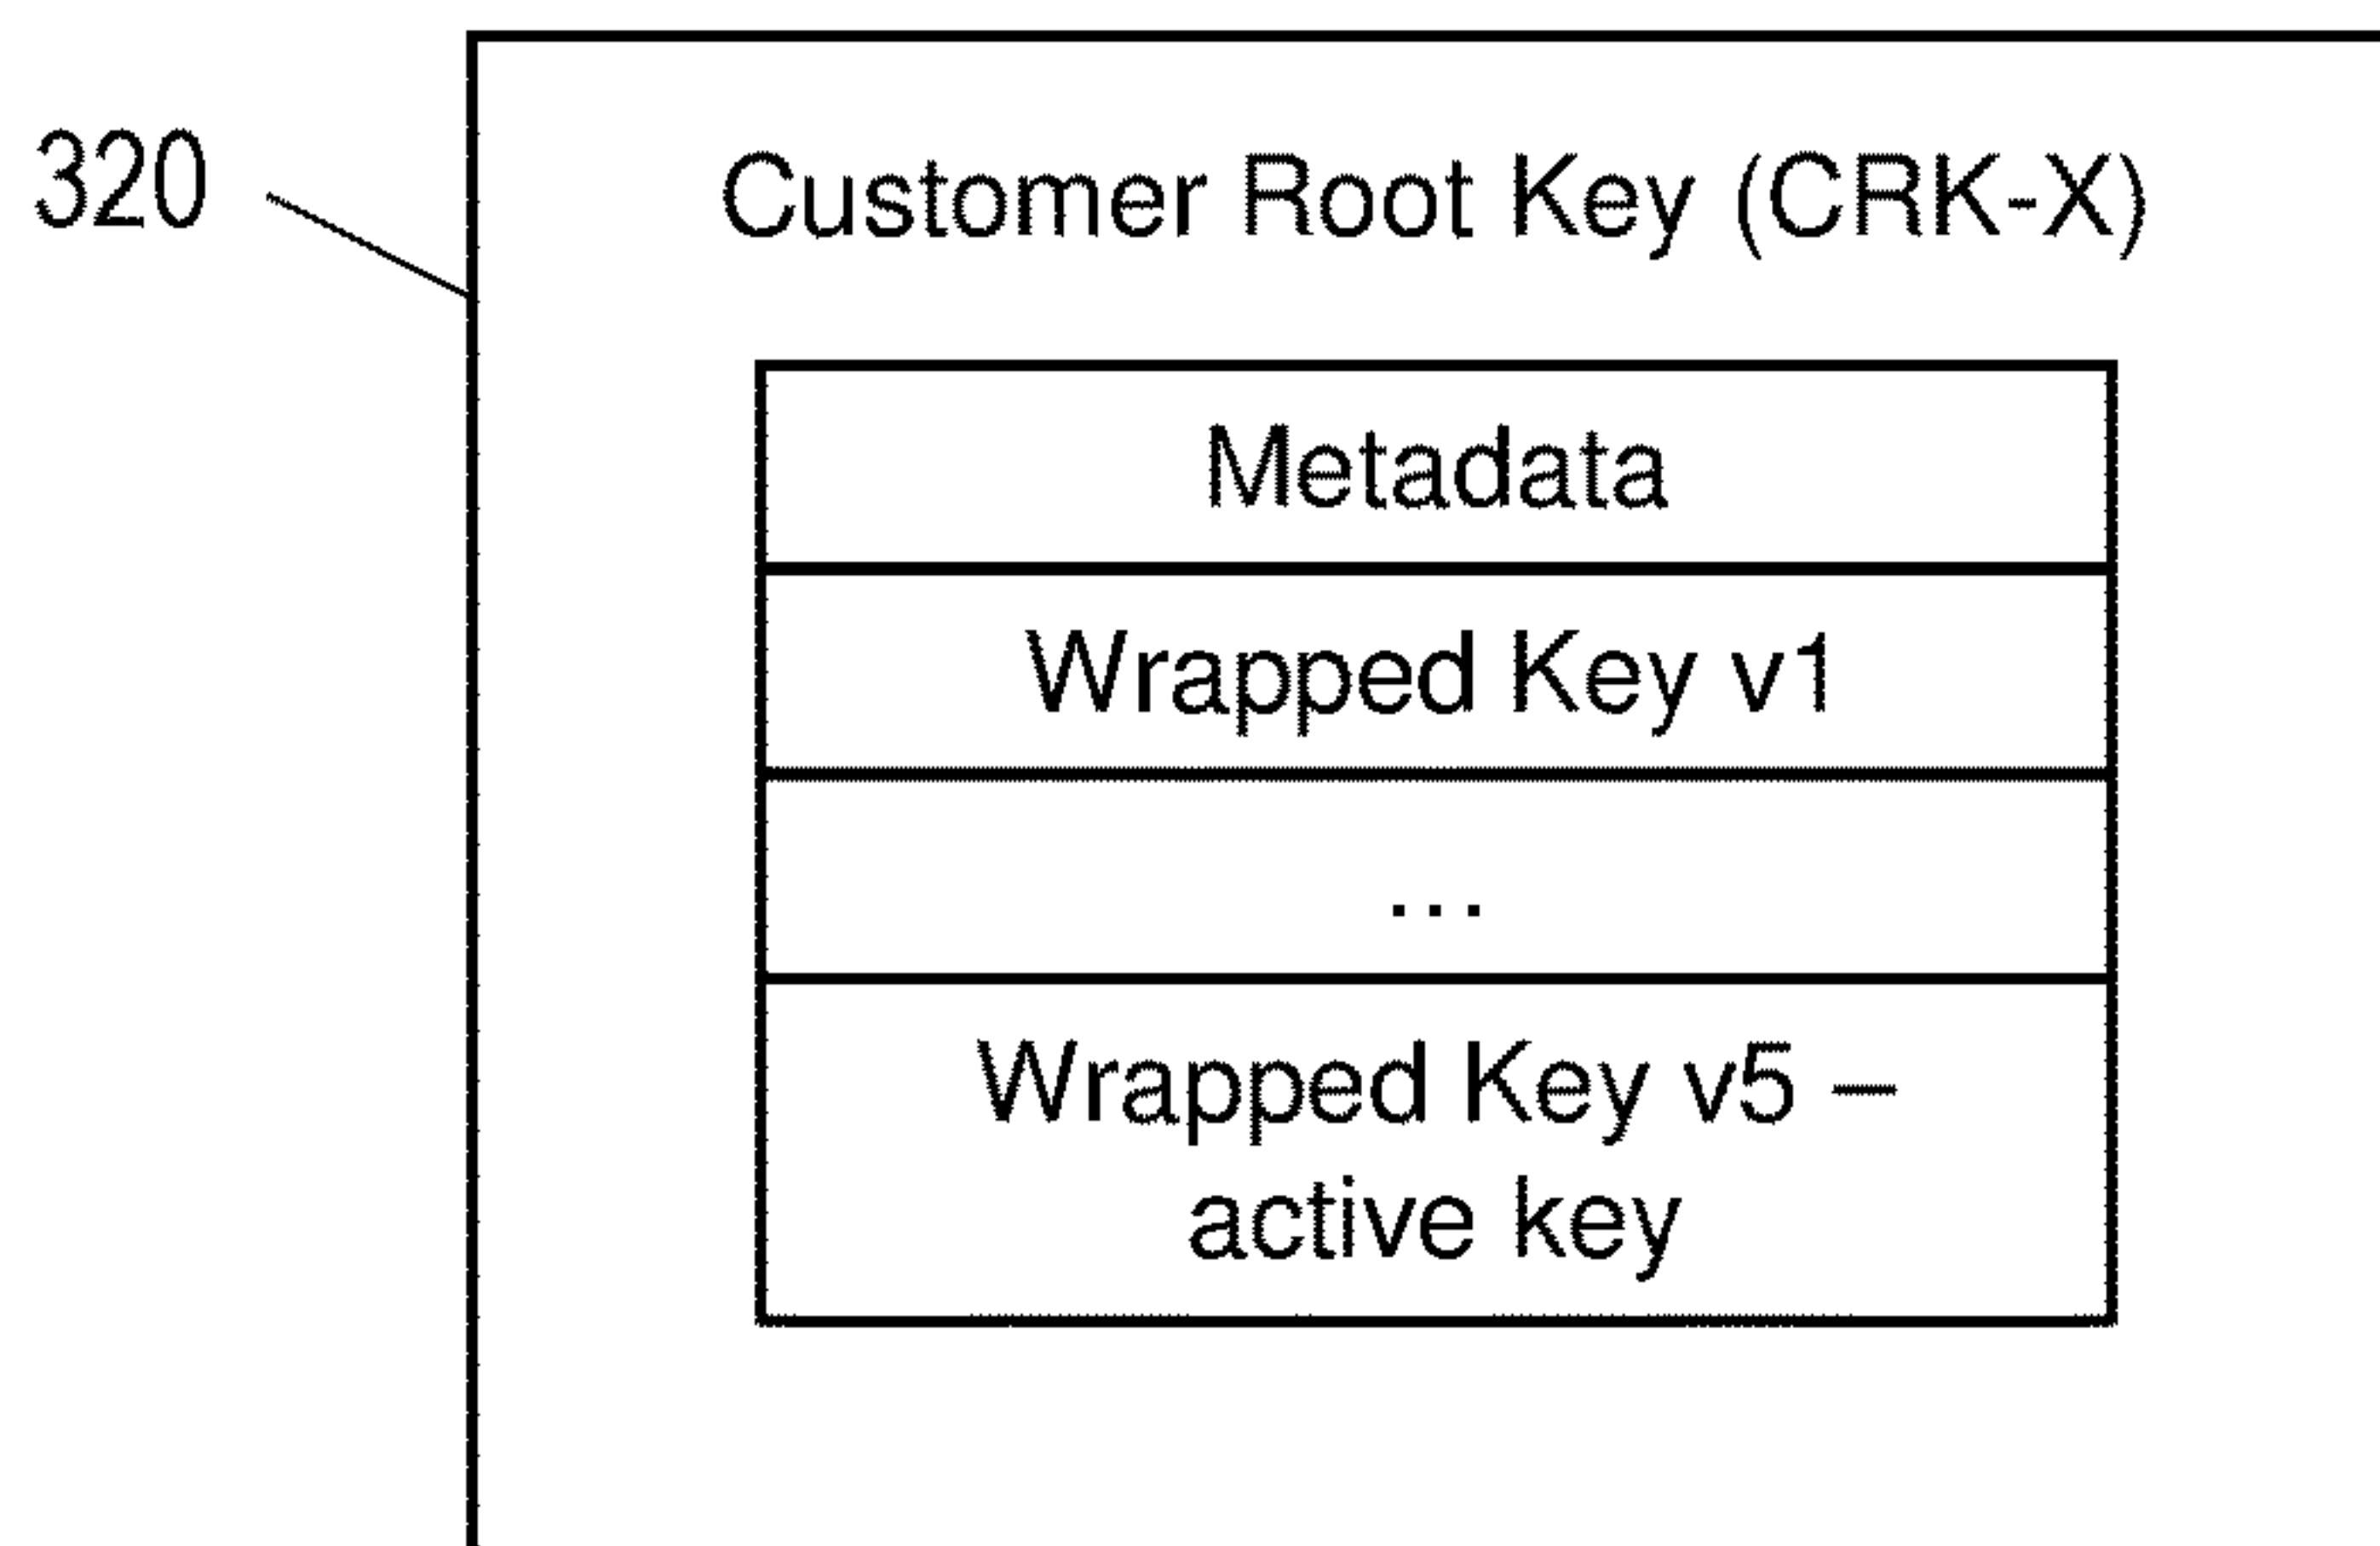 320
Customer Root Key (CRK-X)
Metadata
Wrapped Key v1
...
Wrapped Key v5 –
active key